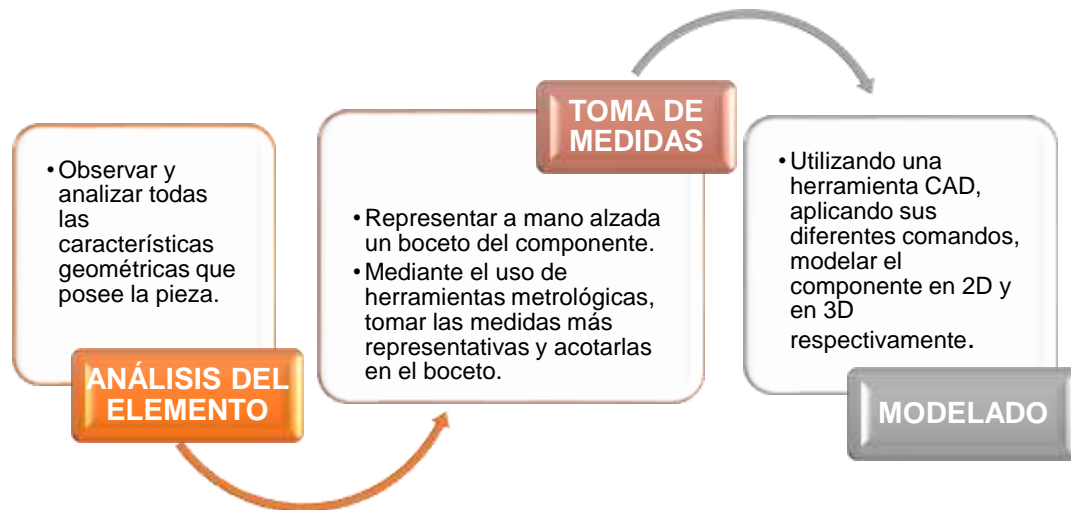 •Observar y
analizar todas
las
características
geométricas que
posee la pieza.
ANÁLISIS DEL
ELEMENTO
TOMA DE
MEDIDAS
•Representar a mano alzada
un boceto del componente.
•Mediante el uso de
herramientas metrológicas,
tomar las medidas más
representativas y acotarlas
en el boceto.
•Utilizando una
herramienta CAD,
aplicando sus
diferentes comandos,
modelar el
componente en 2D y
en 3D
respectivamente.
MODELADO